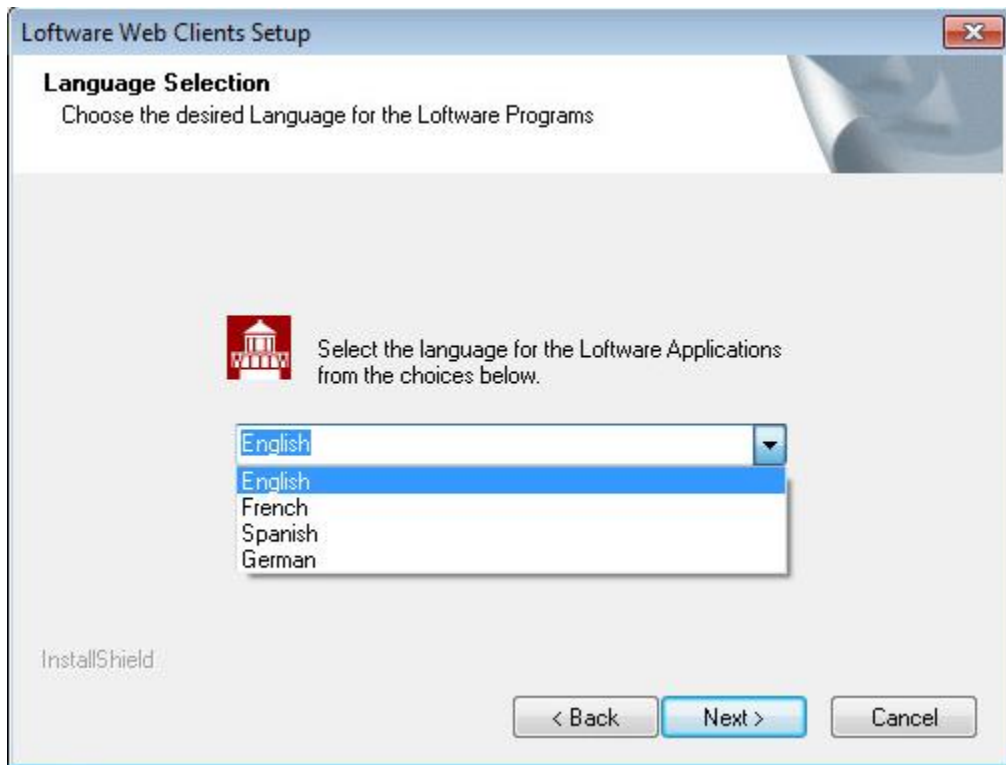 Loftware Web Clients Setup
Language Selection
Choose the desired Language for the Loftware Programs
Select the language for the Loftware Applications
from the choices below.
English
English
French
Spanish
German
InstallShield
< Back Next > Cancel